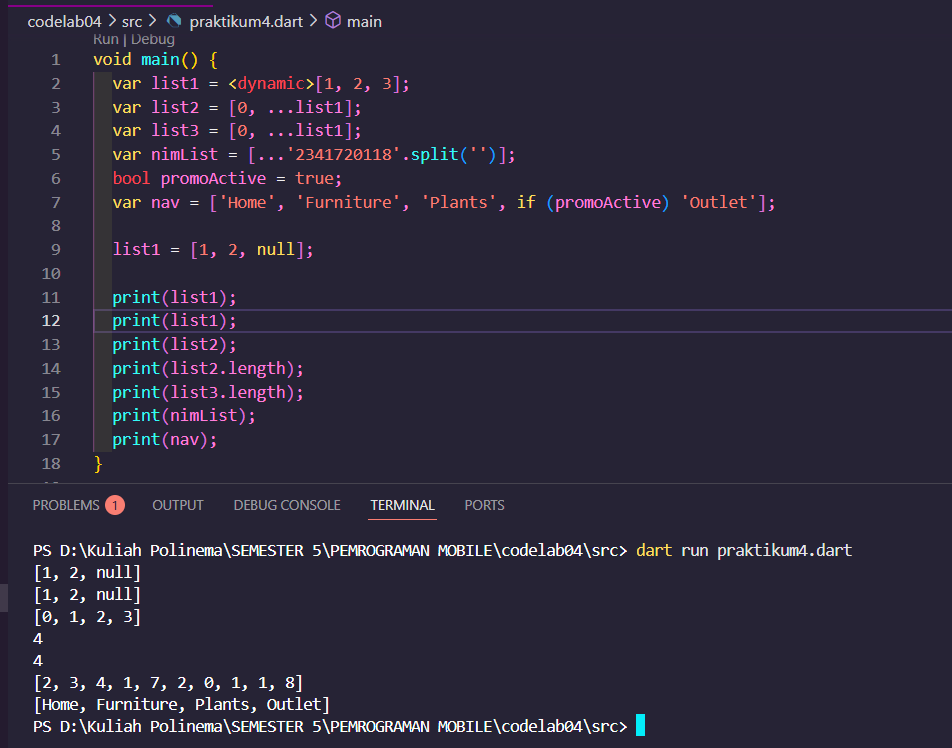 codelab04 > src > praktikum4.dart > main
Run | Debug
1 void main() {
2 var list1 = <dynamic>[1, 2, 3];
3 var list2 = [0, ...list1];
4 var list3 = [0, ...list1];
5 var nimList = [...'2341720118'.split('')];
6 bool promoActive = true;
7 var nav = ['Home', 'Furniture', 'Plants', if (promoActive) 'Outlet'];
8
9 list1 = [1, 2, null];
10
11 print(list1);
12 print(list1);
13 print(list2);
14 print(list2.length);
15 print(list3.length);
16 print(nimList);
17 print(nav);
18 }
PROBLEMS 1 OUTPUT DEBUG CONSOLE TERMINAL PORTS
PS D:\Kuliah Polinema\SEMESTER 5\PEMROGRAMAN MOBILE\codelab04\src> dart run praktikum4.dart
[1, 2, null]
[1, 2, null]
[0, 1, 2, 3]
4
4
[2, 3, 4, 1, 7, 2, 0, 1, 1, 8]
[Home, Furniture, Plants, Outlet]
PS D:\Kuliah Polinema\SEMESTER 5\PEMROGRAMAN MOBILE\codelab04\src>